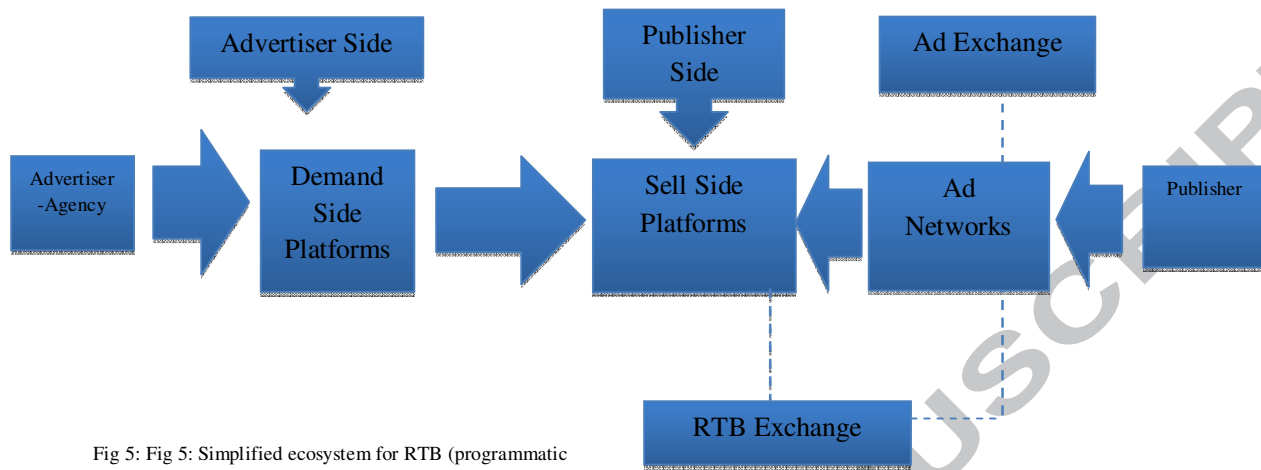 Advertiser Side
Publisher
Side
Ad Exchange
Advertiser
-Agency
Demand
Side
Platforms
Sell Side
Platforms
Ad
Networks
Publisher
RTB Exchange
Fig 5: Fig 5: Simplified ecosystem for RTB (programmatic
USCRIP